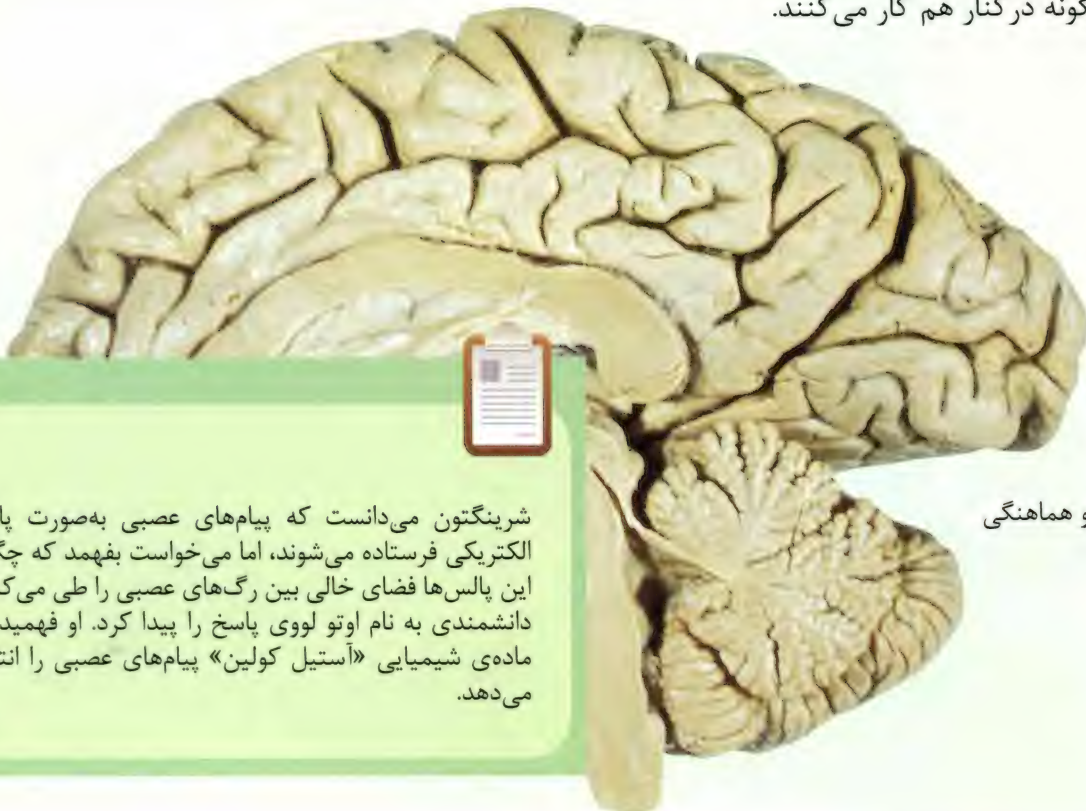 گونه در کنار هم کار می‌کنند.
و هماهنگی
شرینگتون می‌دانست که پیام‌های عصبی به‌صورت پا
الکتریکی فرستاده می‌شوند، اما می‌خواست بفهمد که چگ
این پالس‌ها فضای خالی بین رگ‌های عصبی را طی می‌ک
دانشمندی به نام اوتو لووی پاسخ را پیدا کرد. او فهمید
ماده‌ی شیمیایی «آستیل کولین» پیام‌های عصبی را انت
می‌دهد.